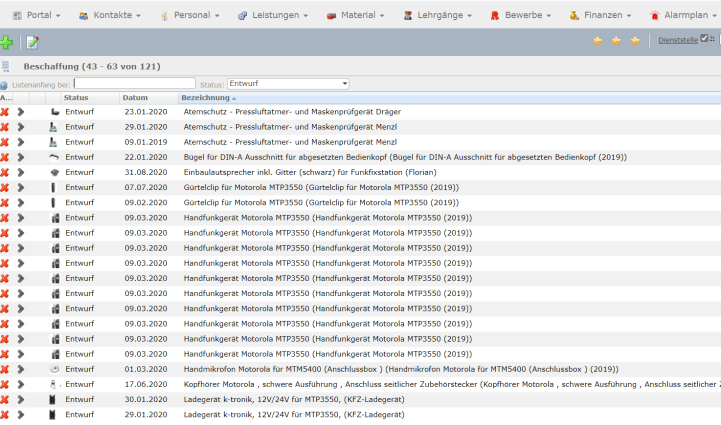 Portal Kontakte Personal Leistungen Material Lehrgänge Bewerbe Finanzen Alarmplan
Dienststelle
Beschaffung (43 - 63 von 121)
Listenanfang bei: Status: Entwurf
A... Status Datum Bezeichnung
Entwurf 23.01.2020 Atemschutz - Pressluftatmer- und Maskenprüfgerät Dräger
Entwurf 29.01.2020 Atemschutz - Pressluftatmer- und Maskenprüfgerät Menzl
Entwurf 09.01.2019 Atemschutz - Pressluftatmer- und Maskenprüfgerät Menzl
Entwurf 22.01.2020 Bügel für DIN-A Ausschnitt für abgesetzten Bedienkopf (Bügel für DIN-A Ausschnitt für abgesetzten Bedienkopf (2019))
Entwurf 31.08.2020 Einbaulautsprecher inkl. Gitter (schwarz) für Funkfixstation (Florian)
Entwurf 07.07.2020 Gürtelclip für Motorola MTP3550 (Gürtelclip für Motorola MTP3550 (2019))
Entwurf 09.02.2020 Gürtelclip für Motorola MTP3550 (Gürtelclip für Motorola MTP3550 (2019))
Entwurf 09.03.2020 Handfunkgerät Motorola MTP3550 (Handfunkgerät Motorola MTP3550 (2019))
Entwurf 09.03.2020 Handfunkgerät Motorola MTP3550 (Handfunkgerät Motorola MTP3550 (2019))
Entwurf 09.03.2020 Handfunkgerät Motorola MTP3550 (Handfunkgerät Motorola MTP3550 (2019))
Entwurf 09.03.2020 Handfunkgerät Motorola MTP3550 (Handfunkgerät Motorola MTP3550 (2019))
Entwurf 09.03.2020 Handfunkgerät Motorola MTP3550 (Handfunkgerät Motorola MTP3550 (2019))
Entwurf 09.03.2020 Handfunkgerät Motorola MTP3550 (Handfunkgerät Motorola MTP3550 (2019))
Entwurf 09.03.2020 Handfunkgerät Motorola MTP3550 (Handfunkgerät Motorola MTP3550 (2019))
Entwurf 09.03.2020 Handfunkgerät Motorola MTP3550 (Handfunkgerät Motorola MTP3550 (2019))
Entwurf 09.03.2020 Handfunkgerät Motorola MTP3550 (Handfunkgerät Motorola MTP3550 (2019))
Entwurf 09.03.2020 Handfunkgerät Motorola MTP3550 (Handfunkgerät Motorola MTP3550 (2019))
Entwurf 01.03.2020 Handmikrofon Motorola für MTM5400 (Anschlussbox ) (Handmikrofon Motorola für MTM5400 (Anschlussbox ) (2019))
Entwurf 17.06.2020 Kopfhörer Motorola , schwere Ausführung , Anschluss seitlicher Zubehörstecker (Kopfhörer Motorola , schwere Ausführung , Anschluss seitlicher
Entwurf 30.01.2020 Ladegerät k-tronik, 12V/24V für MTP3550, (KFZ-Ladegerät)
Entwurf 29.01.2020 Ladegerät k-tronik, 12V/24V für MTP3550, (KFZ-Ladegerät)